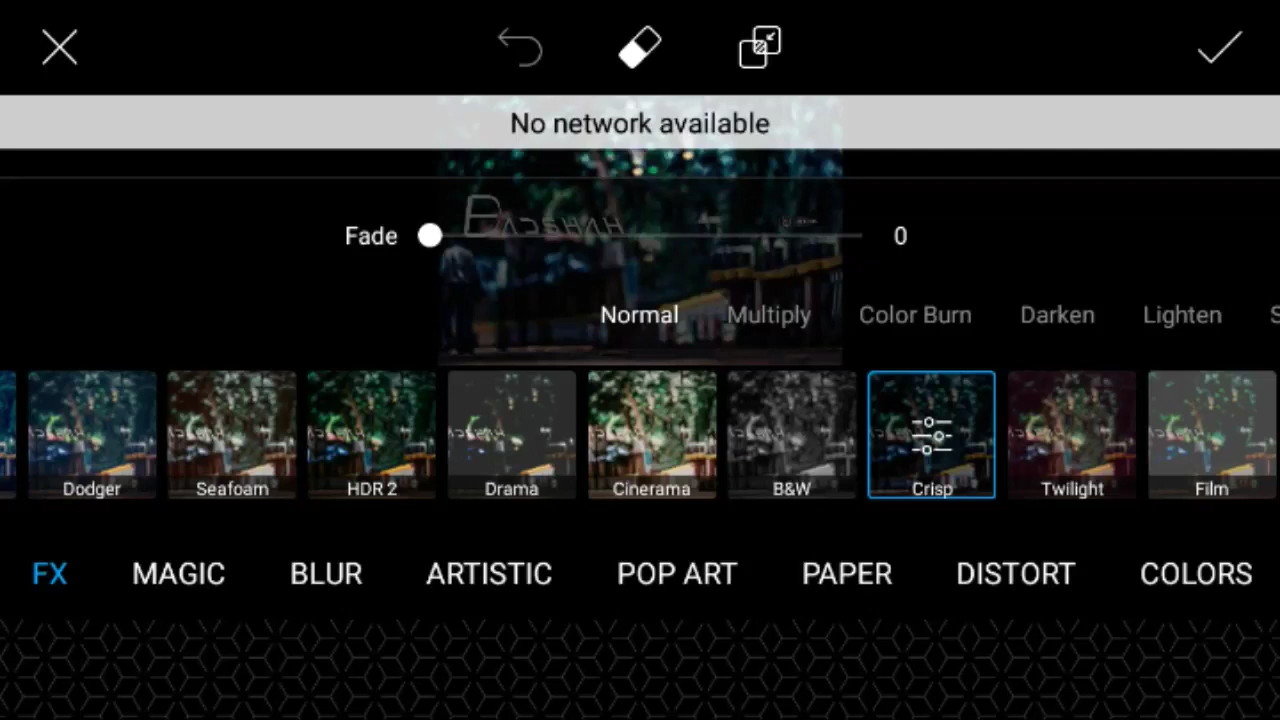 No network available
BADSHAH
Fade 0
Normal Multiply Color Burn Darken Lighten S
Dodger Seafoam HDR 2 Drama Cinerama B&W Crisp Twilight Film
FX MAGIC BLUR ARTISTIC POP ART PAPER DISTORT COLORS